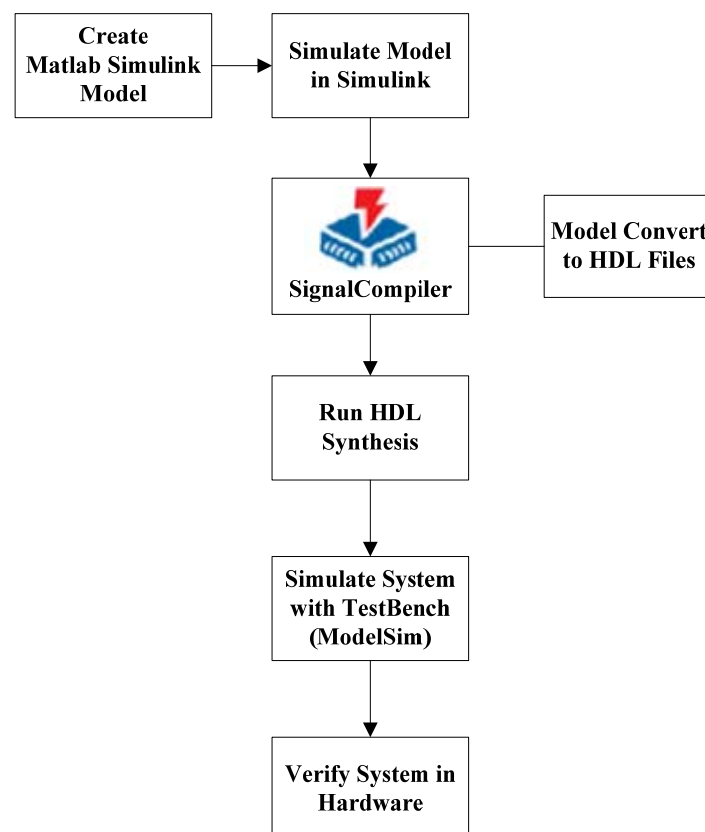 Create
Matlab Simulink
Model
Simulate Model
in Simulink
SignalCompiler
Model Convert
to HDL Files
Run HDL
Synthesis
Simulate System
with TestBench
(ModelSim)
Verify System in
Hardware